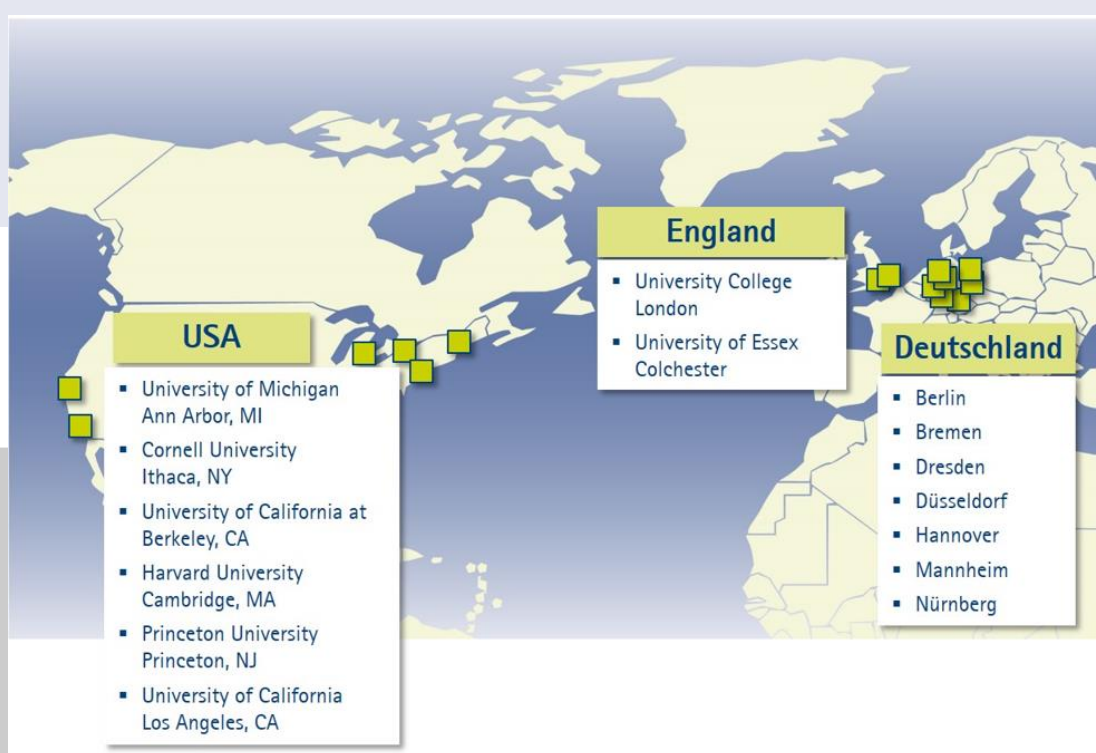 USA
▪ University of Michigan
Ann Arbor, MI
▪ Cornell University
Ithaca, NY
▪ University of California at
Berkeley, CA
▪ Harvard University
Cambridge, MA
▪ Princeton University
Princeton, NJ
▪ University of California
Los Angeles, CA
England
▪ University College
London
▪ University of Essex
Colchester
Deutschland
▪ Berlin
▪ Bremen
▪ Dresden
▪ Düsseldorf
▪ Hannover
▪ Mannheim
▪ Nürnberg